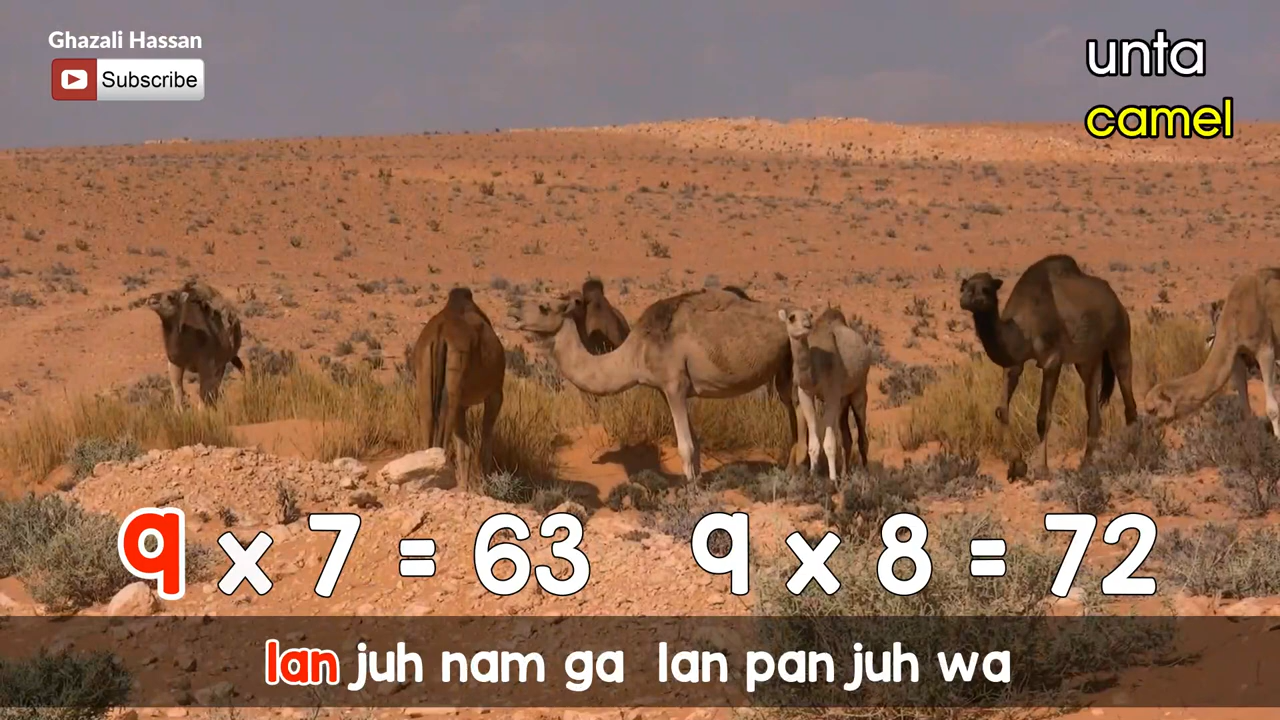 Ghazali Hassan
Subscribe
unta
camel
9 x 7 = 63 9 x 8 = 72
lan juh nam ga lan pan juh wa